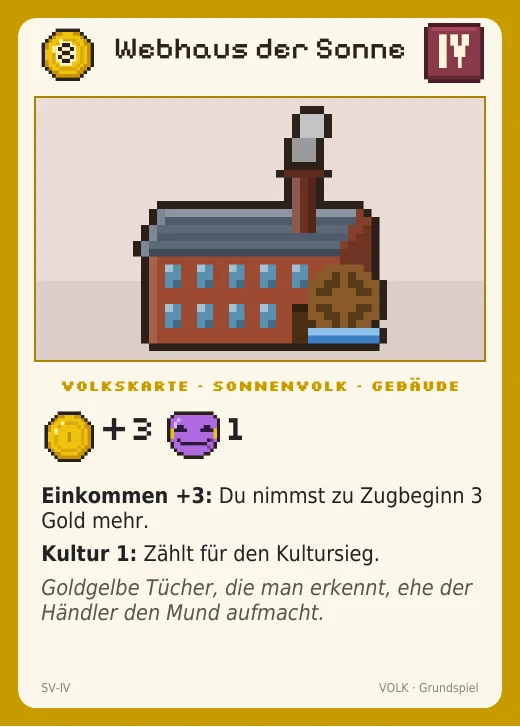 8 Webhaus der Sonne IV
VOLKSKARTE · SONNENVOLK · GEBÄUDE
+3 1
Einkommen +3: Du nimmst zu Zugbeginn 3
Gold mehr.
Kultur 1: Zählt für den Kultursieg.
Goldgelbe Tücher, die man erkennt, ehe der
Händler den Mund aufmacht.
SV-IV VOLK · Grundspiel